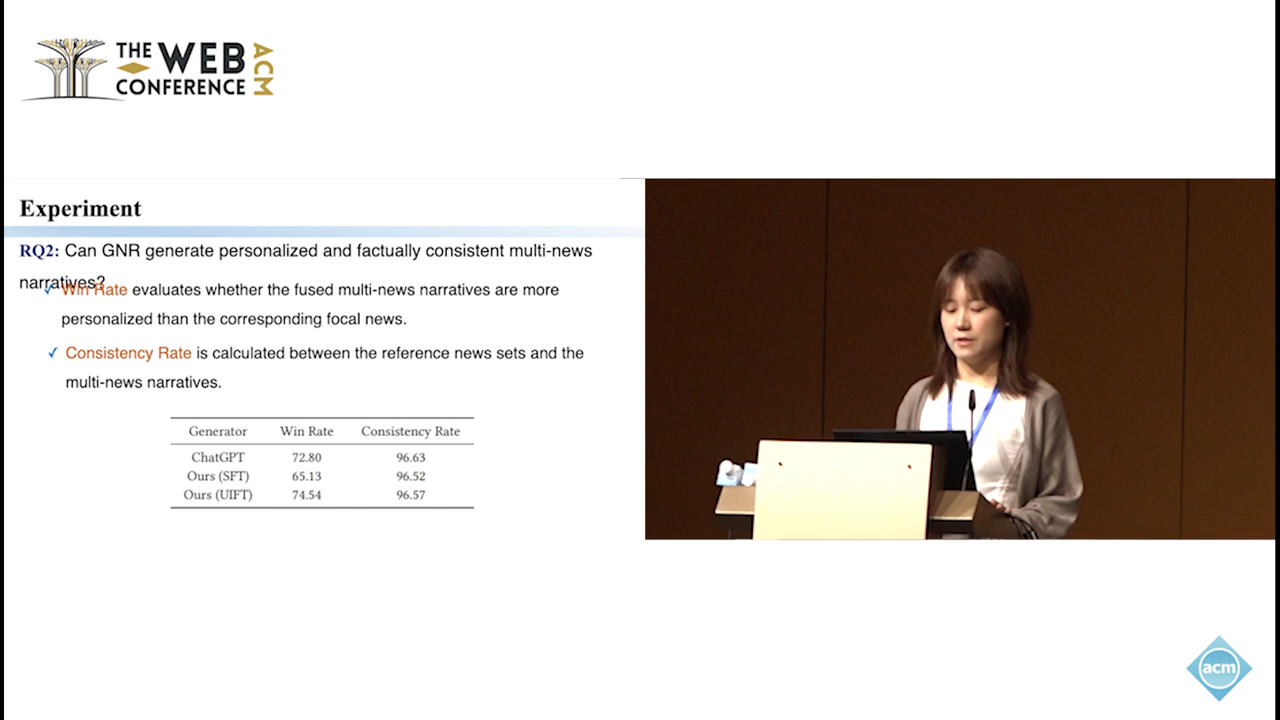 THE WEB
CONFERENCE
ACM
Experiment
RQ2: Can GNR generate personalized and factually consistent multi-news
narratives?
✓ Win Rate evaluates whether the fused multi-news narratives are more
personalized than the corresponding focal news.
✓ Consistency Rate is calculated between the reference news sets and the
multi-news narratives.
Generator Win Rate Consistency Rate
ChatGPT 72.80 96.63
Ours (SFT) 65.13 96.52
Ours (UIFT) 74.54 96.57
acm